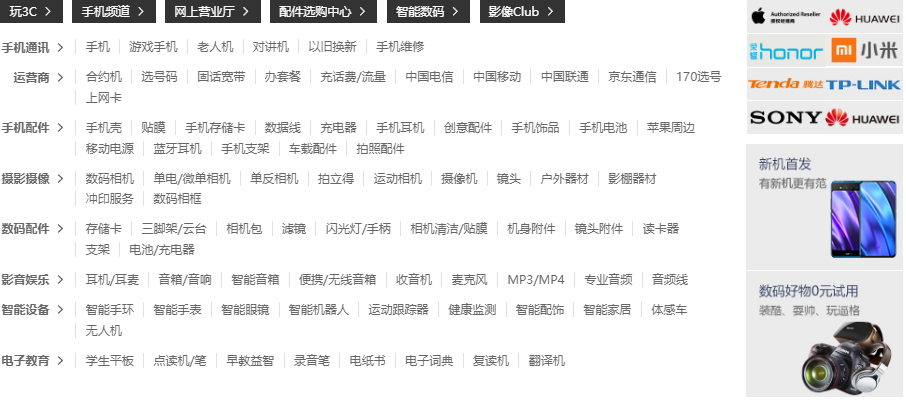 玩3C > 手机频道 > 网上营业厅 > 配件选购中心 > 智能数码 > 影像Club >
手机通讯 > 手机 游戏手机 老人机 对讲机 以旧换新 手机维修
运营商 > 合约机 选号码 固话宽带 办套餐 充话费/流量 中国电信 中国移动 中国联通 京东通信 170选号
上网卡
手机配件 > 手机壳 贴膜 手机存储卡 数据线 充电器 手机耳机 创意配件 手机饰品 手机电池 苹果周边
移动电源 蓝牙耳机 手机支架 车载配件 拍照配件
摄影摄像 > 数码相机 单电/微单相机 单反相机 拍立得 运动相机 摄像机 镜头 户外器材 影棚器材
冲印服务 数码相框
数码配件 > 存储卡 三脚架/云台 相机包 滤镜 闪光灯/手柄 相机清洁/贴膜 机身附件 镜头附件 读卡器
支架 电池/充电器
影音娱乐 > 耳机/耳麦 音箱/音响 智能音箱 便携/无线音箱 收音机 麦克风 MP3/MP4 专业音频 音频线
智能设备 > 智能手环 智能手表 智能眼镜 智能机器人 运动跟踪器 健康监测 智能配饰 智能家居 体感车
无人机
电子教育 > 学生平板 点读机/笔 早教益智 录音笔 电纸书 电子词典 复读机 翻译机
Authorized Reseller
授权经销商
HUAWEI
荣耀 honor
mi 小米
Tenda 腾达
TP-LINK
SONY
HUAWEI
新机首发
有新机更有范
数码好物0元试用
装酷、耍帅、玩逼格